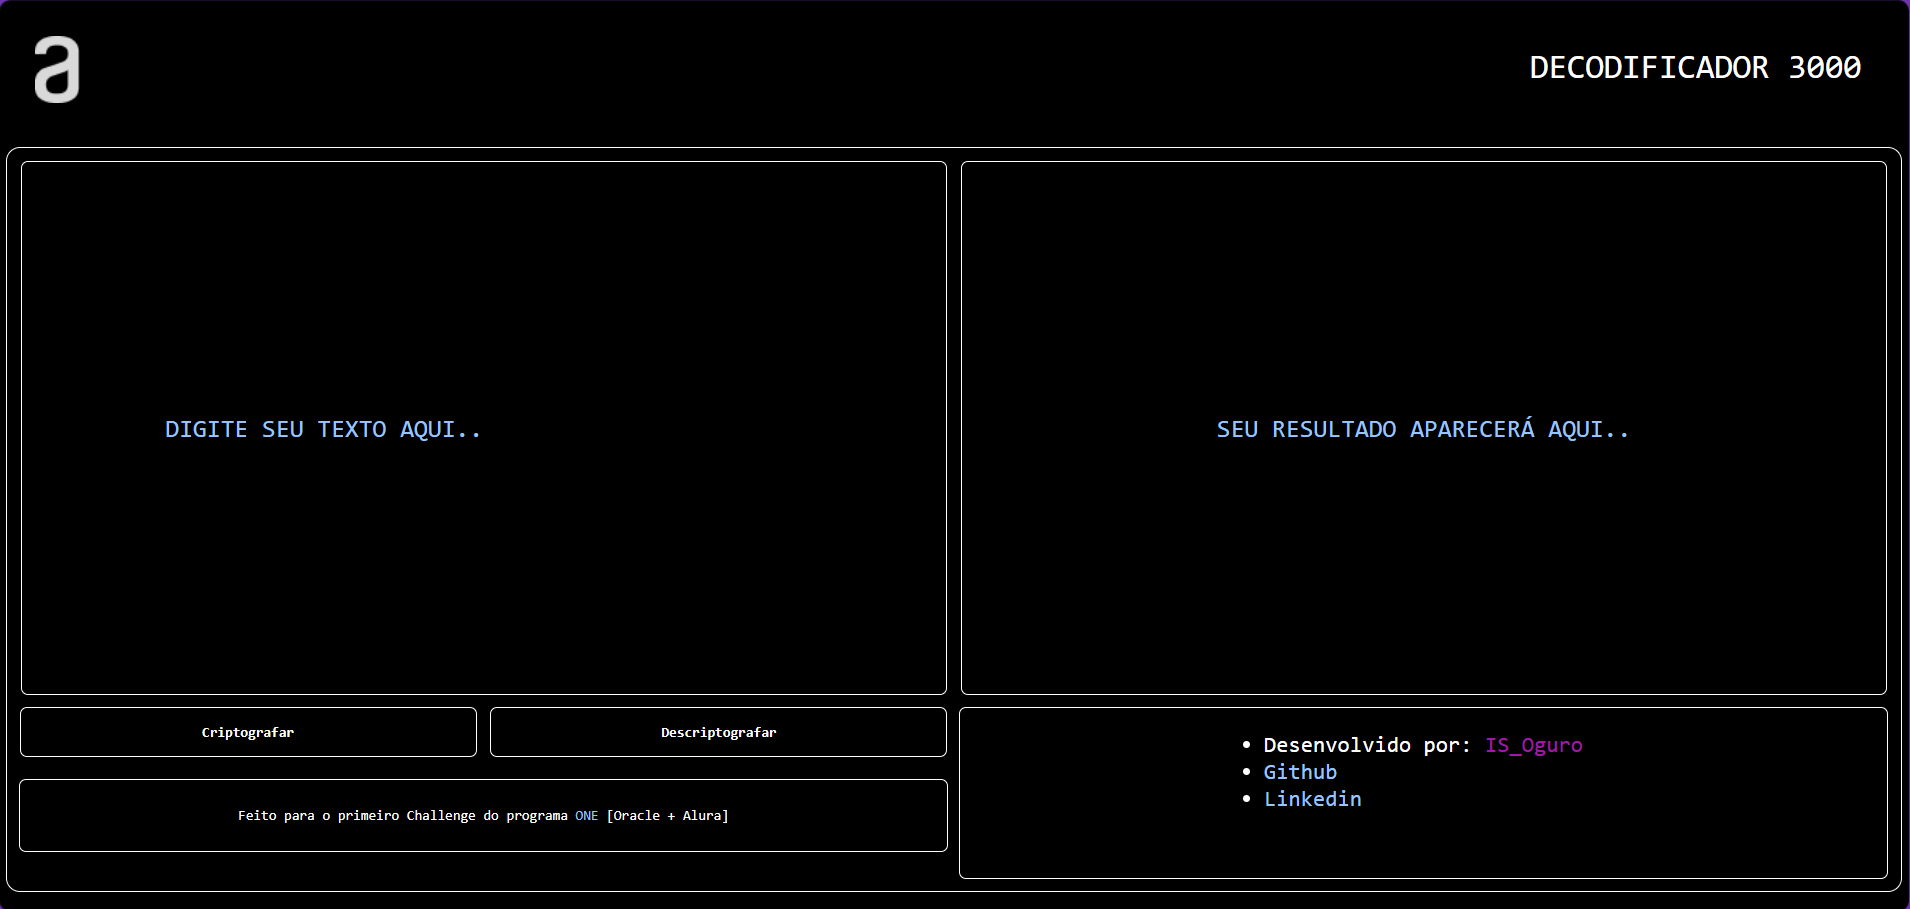 a
DECODIFICADOR 3000
DIGITE SEU TEXTO AQUI..
SEU RESULTADO APARECERÁ AQUI..
Criptografar
Descriptografar
Feito para o primeiro Challenge do programa ONE [Oracle + Alura]
Desenvolvido por: IS_Oguro
Github
Linkedin